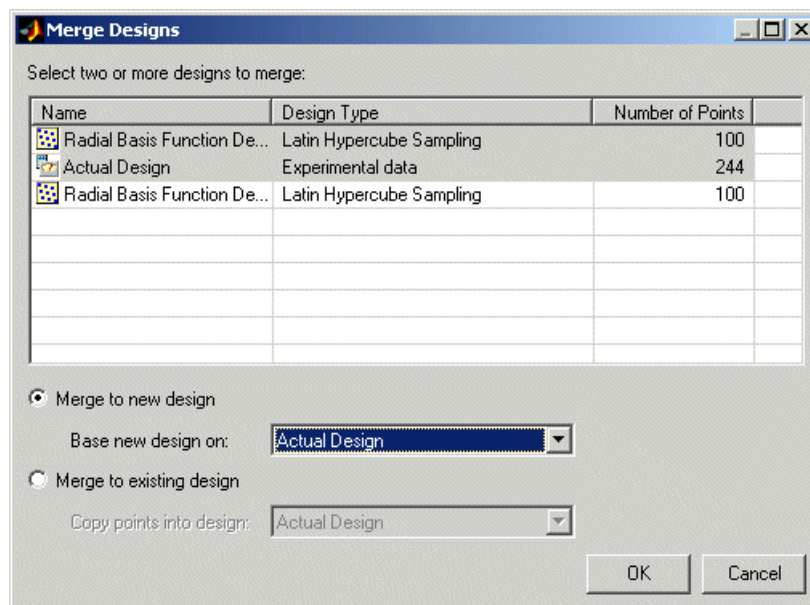 Merge Designs
Select two or more designs to merge:
Name Design Type Number of Points
Radial Basis Function De... Latin Hypercube Sampling 100
Actual Design Experimental data 244
Radial Basis Function De... Latin Hypercube Sampling 100
Merge to new design
Base new design on: Actual Design
Merge to existing design
Copy points into design: Actual Design
OK Cancel